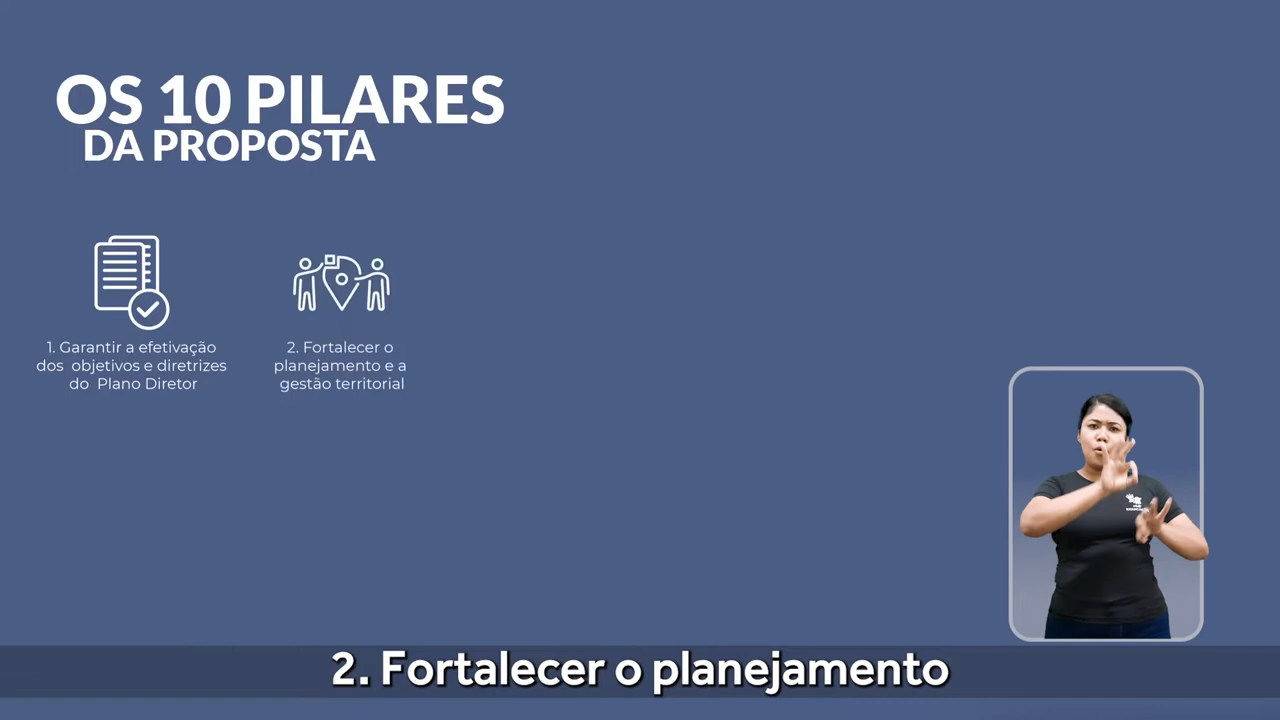 OS 10 PILARES
DA PROPOSTA
1. Garantir a efetivação
dos objetivos e diretrizes
do Plano Diretor
2. Fortalecer o
planejamento e a
gestão territorial
2. Fortalecer o planejamento